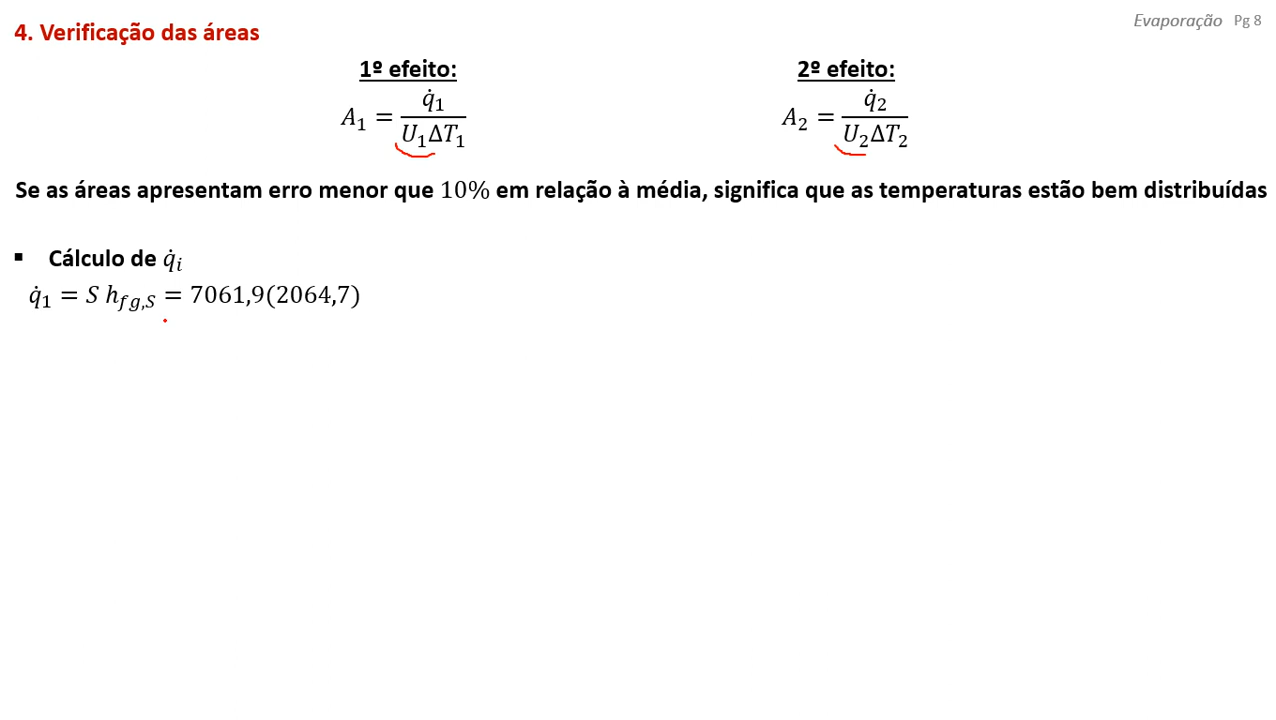 4. Verificação das áreas
Evaporação Pg 8
1º efeito:
A₁ = q̇₁ / U₁ΔT₁
2º efeito:
A₂ = q̇₂ / U₂ΔT₂
Se as áreas apresentam erro menor que 10% em relação à média, significa que as temperaturas estão bem distribuídas
▪ Cálculo de q̇ᵢ
q̇₁ = S h_{fg,S} = 7061,9(2064,7)